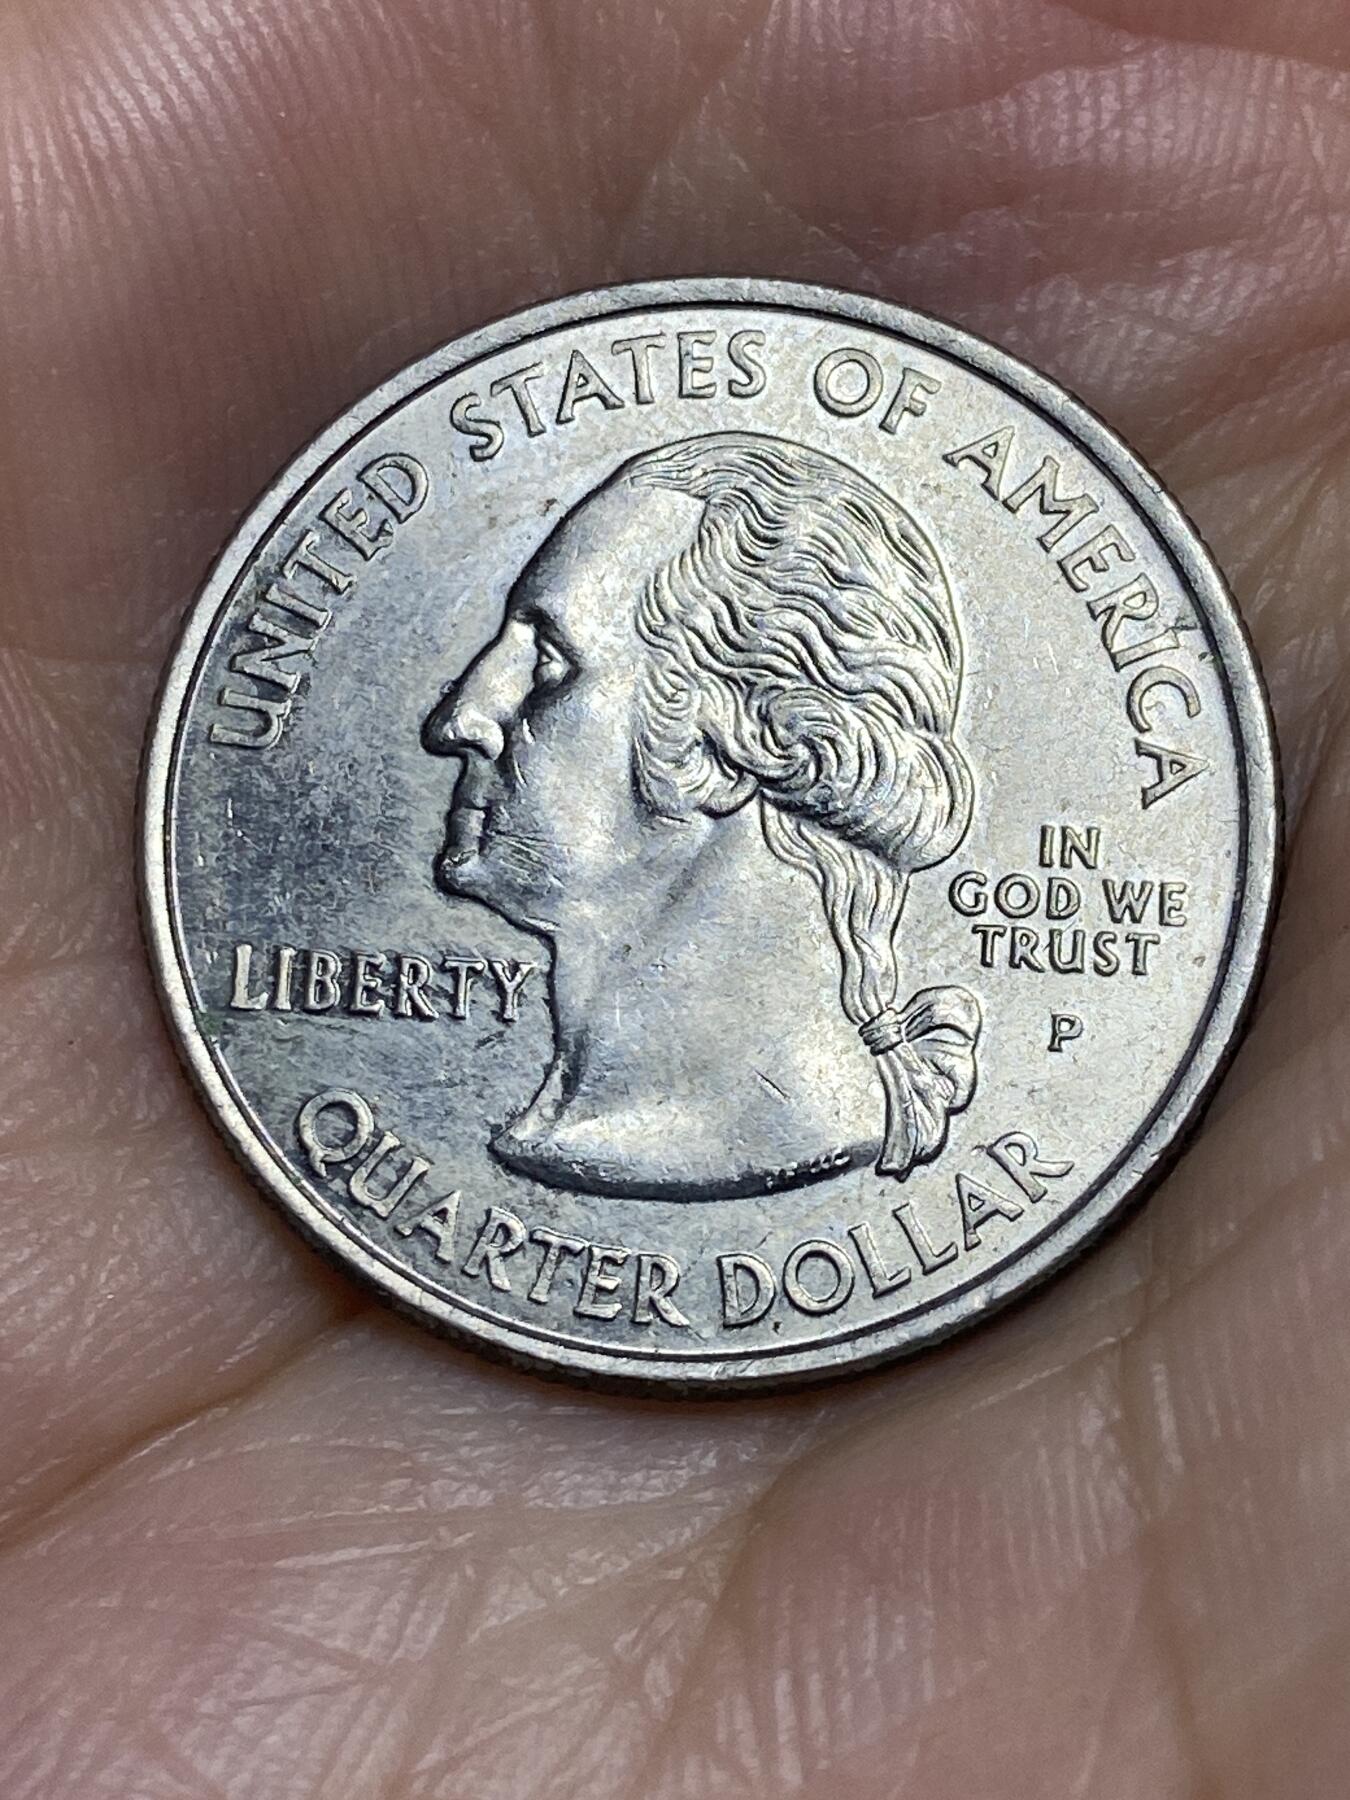 UNITED STATES OF AMERICA
LIBERTY
IN
GOD WE
TRUST
P
QUARTER DOLLAR